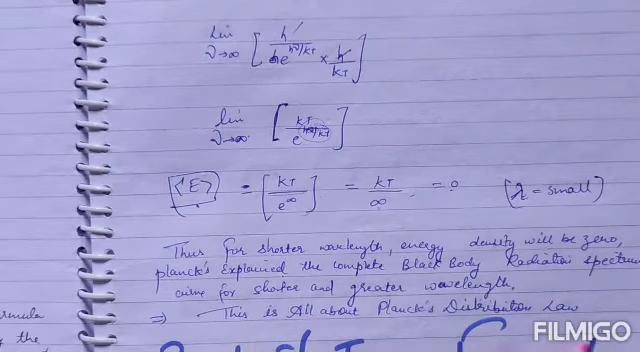 Lim ν→∞ [ h / e^hν/kT × h/kT ]
lim ν→∞ [ kT / e^hν/kT ]
[⟨E⟩] = [ kT / e^∞ ] = kT / ∞ = 0 [λ = small)
Thus for shorter wavelength, energy density will be zero,
planck's Explained the complete Black Body Radiation spectrum
curve for shorter and greater wavelength.
⇒ This is All about Planck's Distribution Law
the
FILMIGO